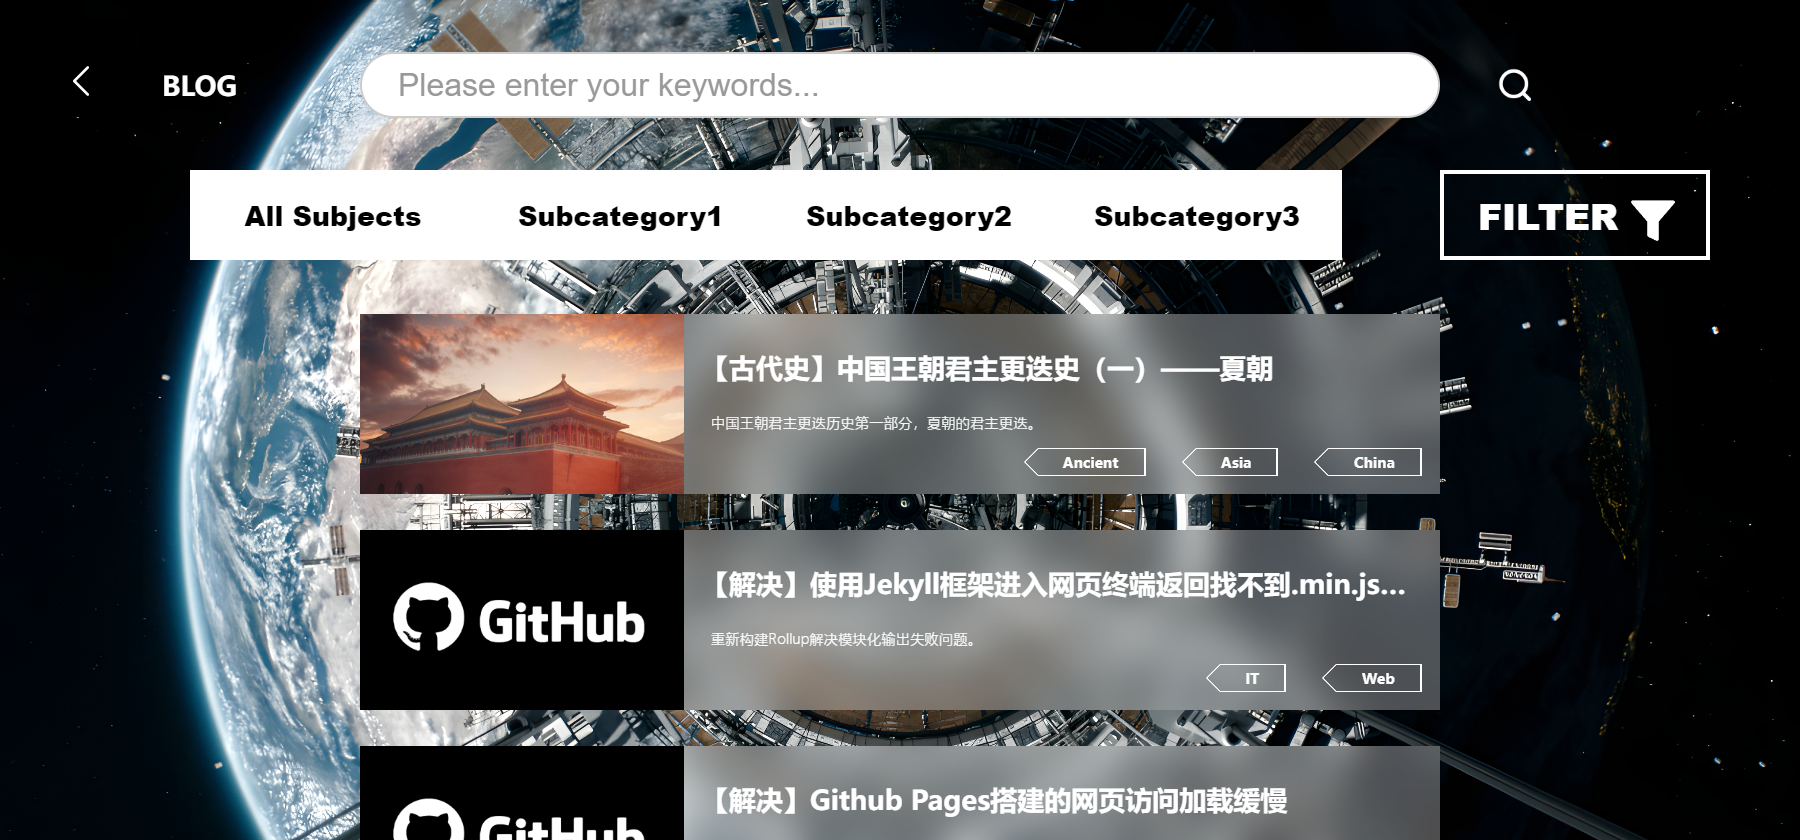 BLOG
Please enter your keywords...
All Subjects
Subcategory1
Subcategory2
Subcategory3
FILTER
【古代史】中国王朝君主更迭史（一）——夏朝
中国王朝君主更迭历史第一部分，夏朝的君主更迭。
Ancient
Asia
China
GitHub
【解决】使用Jekyll框架进入网页终端返回找不到.min.js...
重新构建Rollup解决模块化输出失败问题。
IT
Web
GitHub
【解决】Github Pages搭建的网页访问加载缓慢